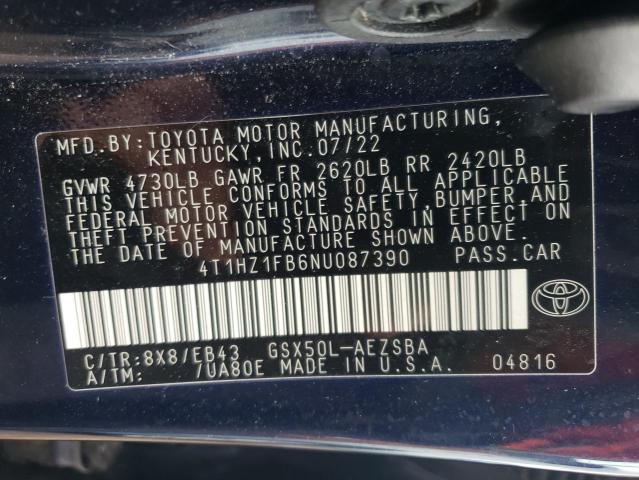 MFD. BY: TOYOTA MOTOR MANUFACTURING,
KENTUCKY, INC. 07/22
GVWR 4730LB GAWR FR 2620LB RR 2420LB
THIS VEHICLE CONFORMS TO ALL APPLICABLE
FEDERAL MOTOR VEHICLE SAFETY, BUMPER, AND
THEFT PREVENTION STANDARDS IN EFFECT ON
THE DATE OF MANUFACTURE SHOWN ABOVE.
4T1HZ1FB6NU087390 PASS. CAR
C/TR: 8X8/EB43 GSX50L-AEZSBA
A/TM: /UA80E MADE IN U.S.A. 04816